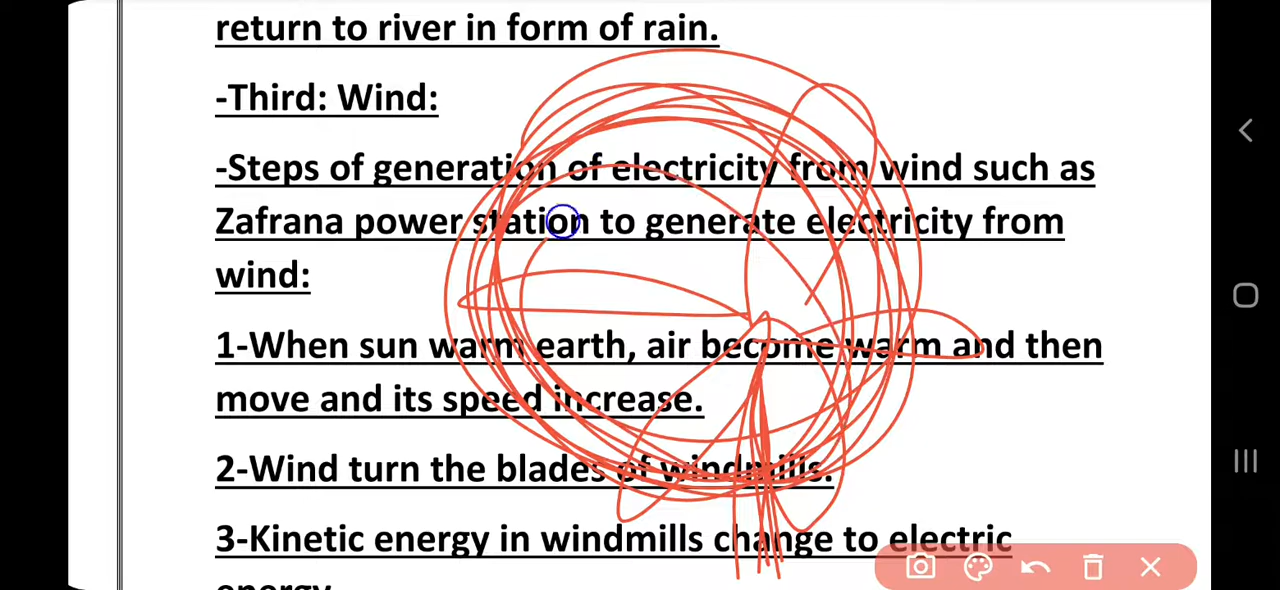 return to river in form of rain.
-Third: Wind:
-Steps of generation of electricity from wind such as
Zafrana power station to generate electricity from
wind:
1-When sun warm earth, air become warm and then
move and its speed increase.
2-Wind turn the blades of windmills.
3-Kinetic energy in windmills change to electric
energy